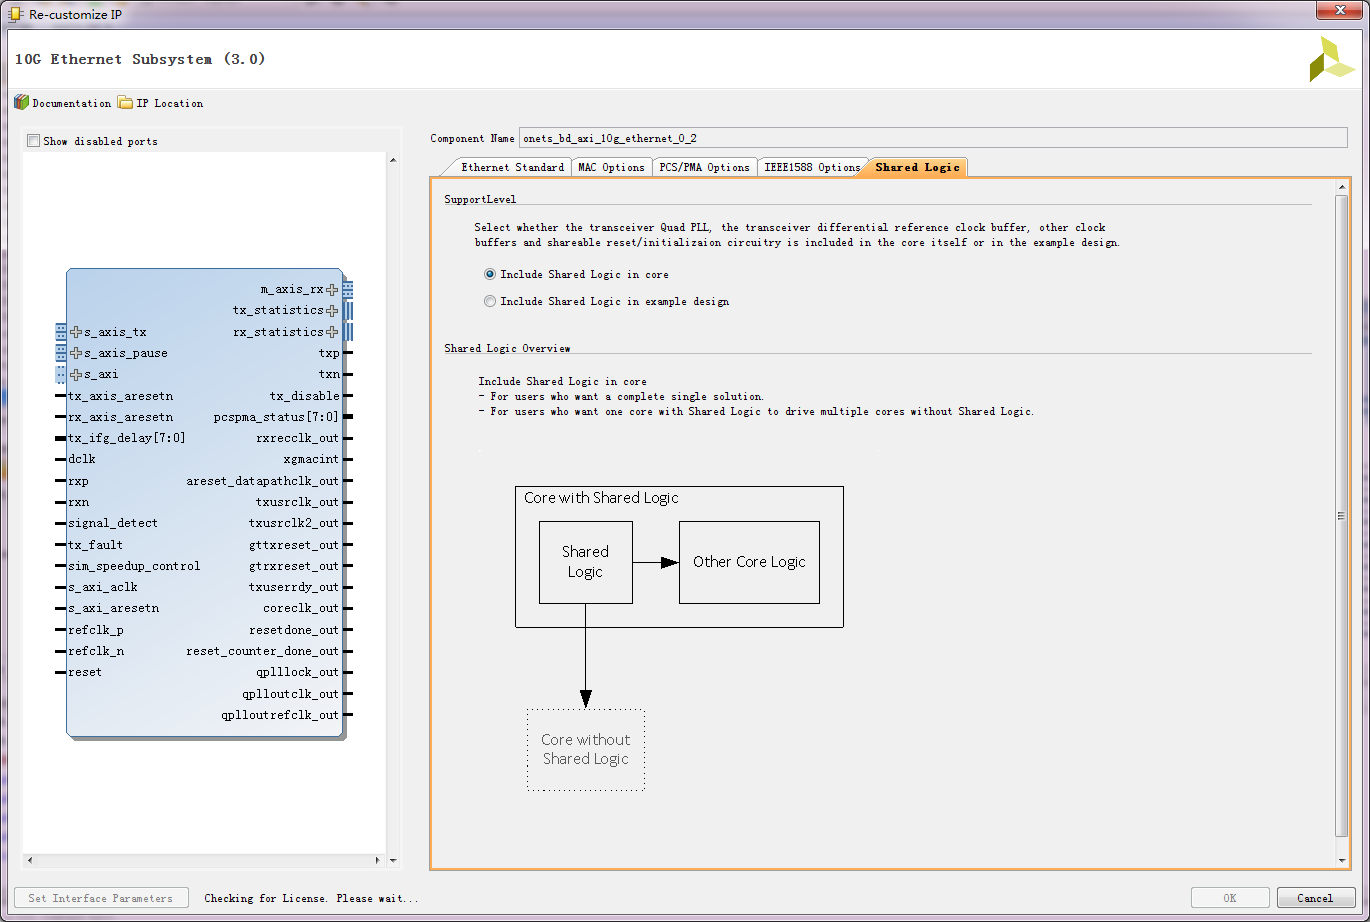 Re-customize IP
10G Ethernet Subsystem (3.0)
Documentation IP Location
Show disabled ports
m_axis_rx
tx_statistics
s_axis_tx rx_statistics
s_axis_pause txp
s_axi txn
tx_axis_aresetn tx_disable
rx_axis_aresetn pcspma_status[7:0]
tx_ifg_delay[7:0] rxrecclk_out
dclk xgmacint
rxp areset_datapathclk_out
rxn txusrclk_out
signal_detect txusrclk2_out
tx_fault gttxreset_out
sim_speedup_control gtrxreset_out
s_axi_aclk txuserrdy_out
s_axi_aresetn coreclk_out
refclk_p resetdone_out
refclk_n reset_counter_done_out
reset qplllock_out
qplloutclk_out
qplloutrefclk_out
Component Name onets_bd_axi_10g_ethernet_0_2
Ethernet Standard MAC Options PCS/PMA Options IEEE1588 Options Shared Logic
SupportLevel
Select whether the transceiver Quad PLL, the transceiver differential reference clock buffer, other clock
buffers and shareable reset/initializaion circuitry is included in the core itself or in the example design.
Include Shared Logic in core
Include Shared Logic in example design
Shared Logic Overview
Include Shared Logic in core
- For users who want a complete single solution.
- For users who want one core with Shared Logic to drive multiple cores without Shared Logic.
Core with Shared Logic
Shared
Logic
Other Core Logic
Core without
Shared Logic
Set Interface Parameters Checking for License. Please wait... OK Cancel